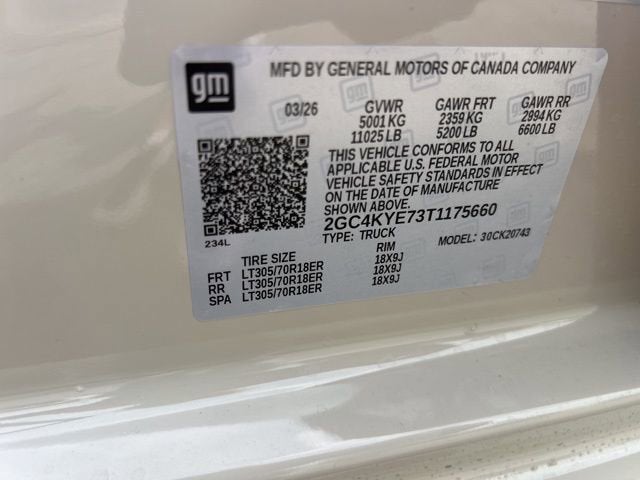 gm
MFD BY GENERAL MOTORS OF CANADA COMPANY
03/26 GVWR GAWR FRT GAWR RR
5001 KG 2359 KG 2994 KG
11025 LB 5200 LB 6600 LB
THIS VEHICLE CONFORMS TO ALL
APPLICABLE U.S. FEDERAL MOTOR
VEHICLE SAFETY STANDARDS IN EFFECT
ON THE DATE OF MANUFACTURE
SHOWN ABOVE.
2GC4KYE73T1175660
234L TYPE: TRUCK MODEL: 30CK20743
TIRE SIZE RIM
FRT LT305/70R18ER 18X9J
RR LT305/70R18ER 18X9J
SPA LT305/70R18ER 18X9J